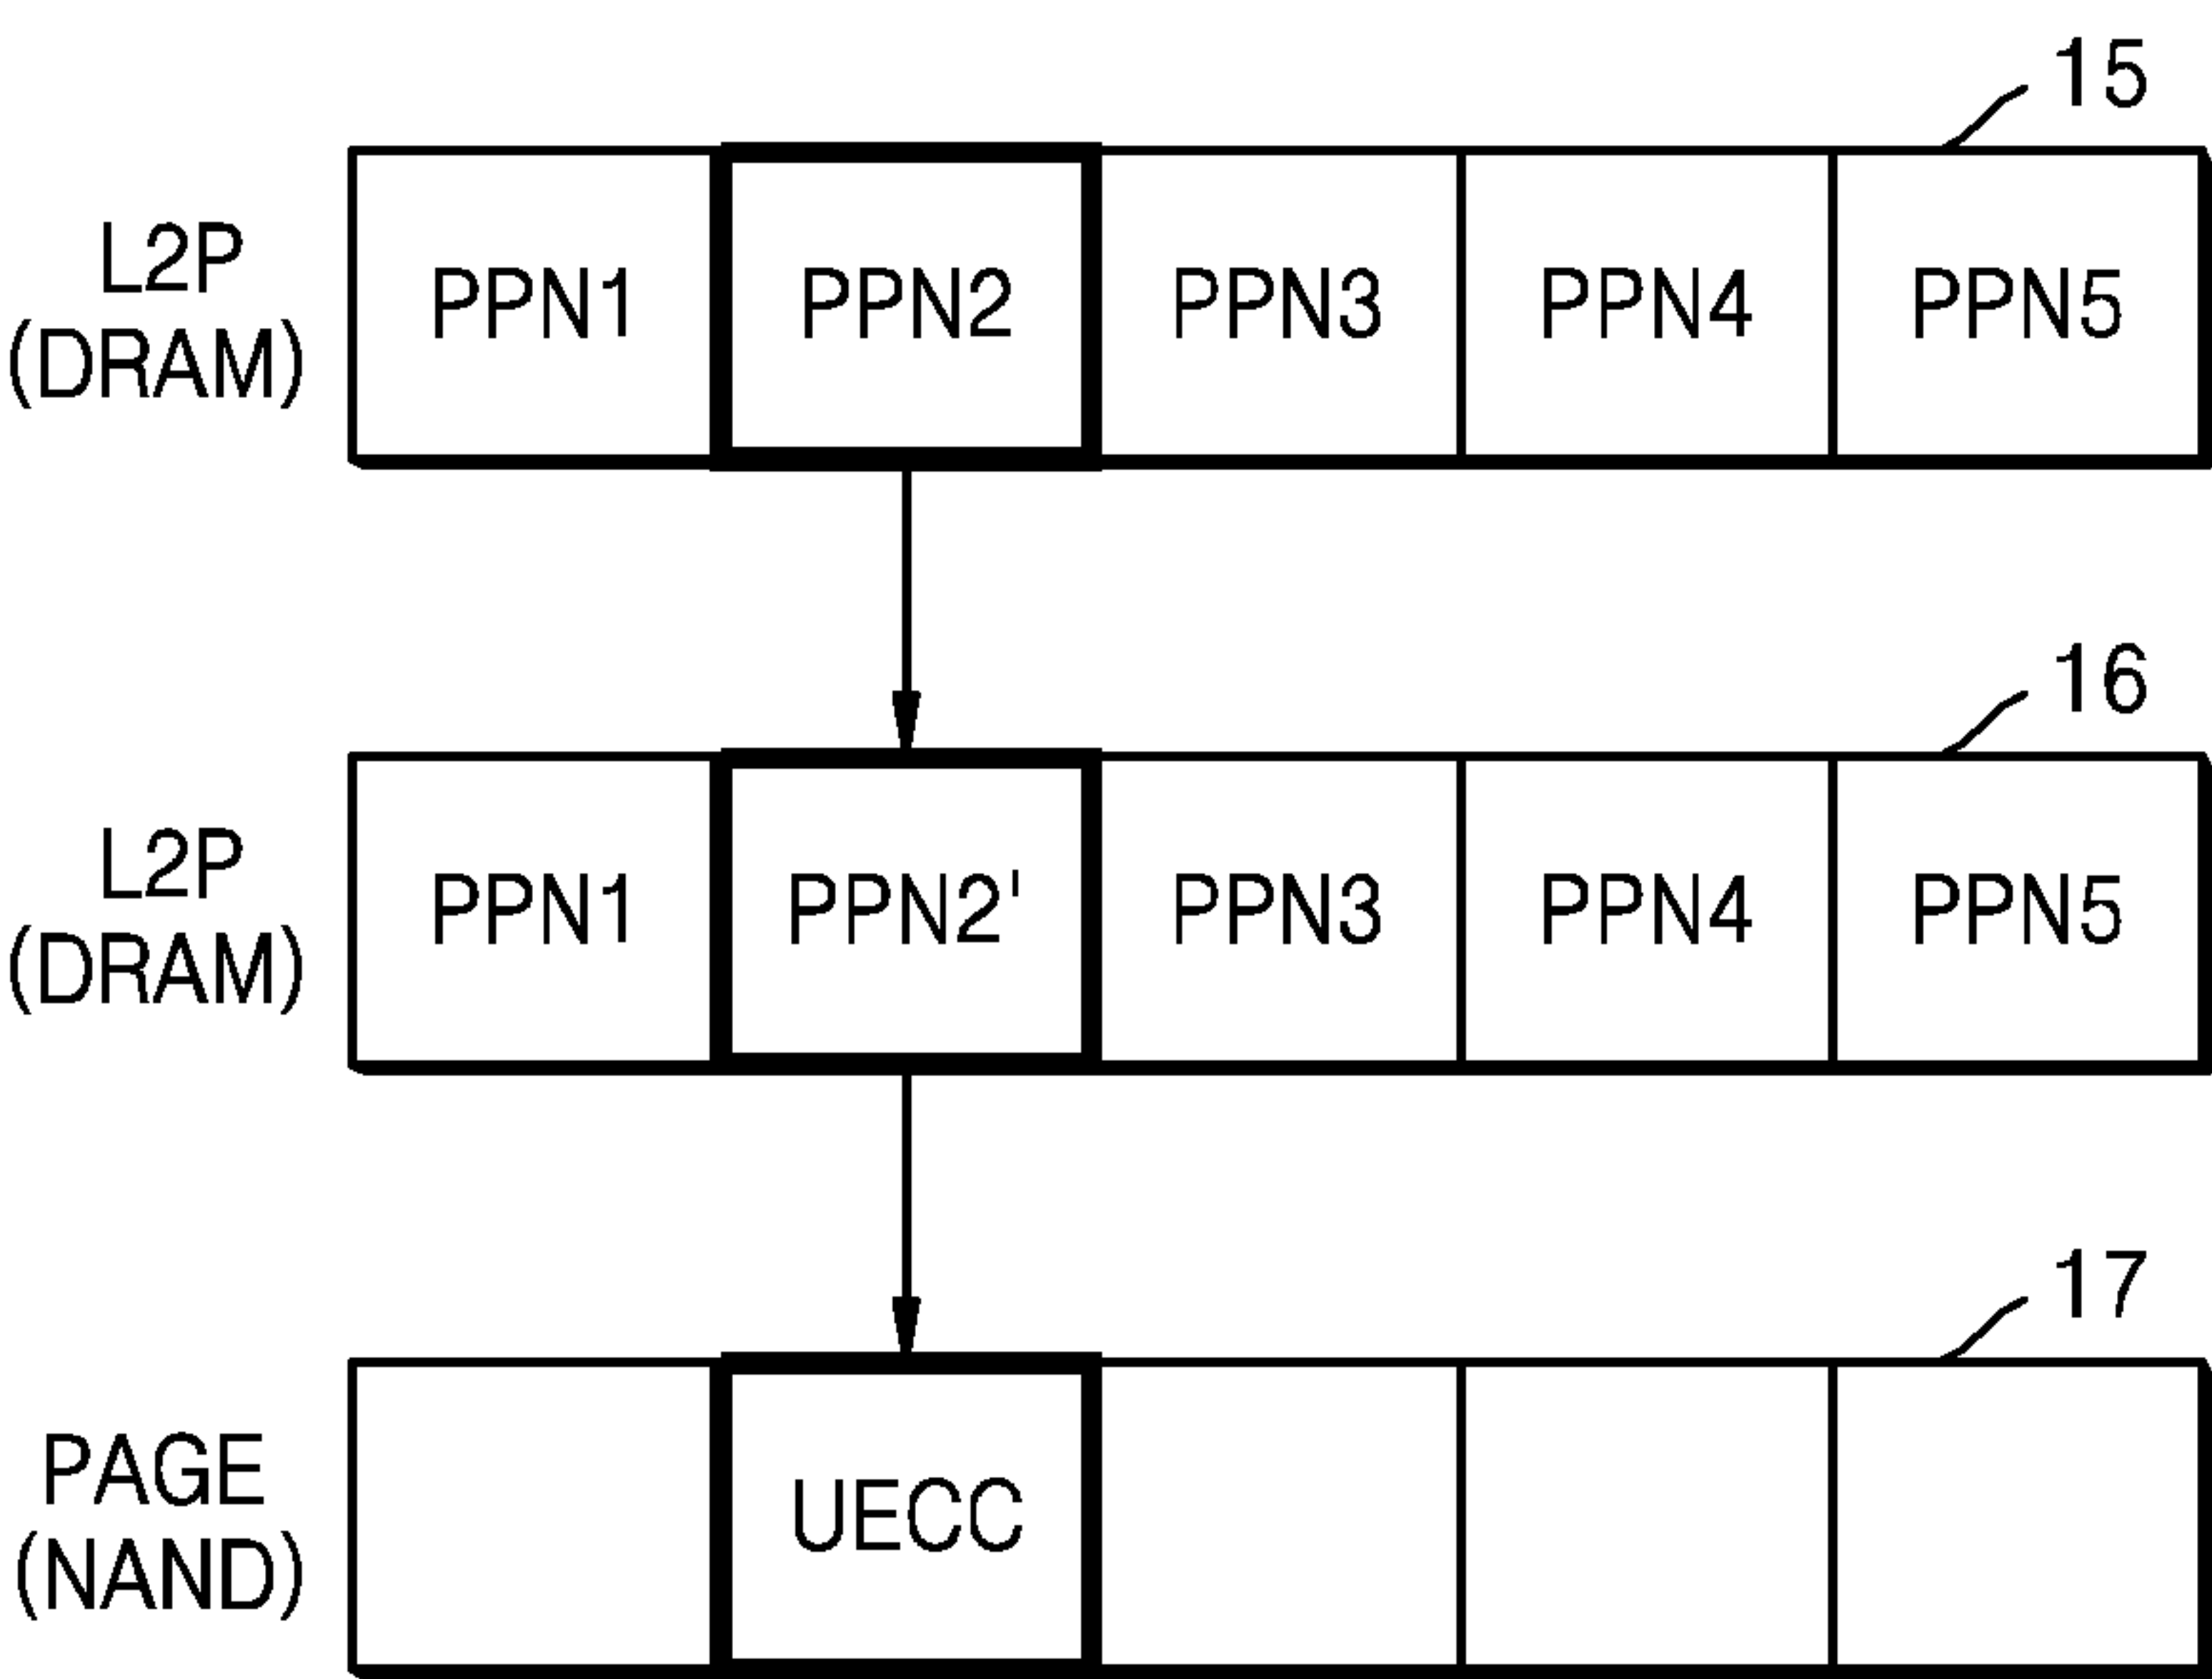 15
L2P
(DRAM)
PPN1 PPN2 PPN3 PPN4 PPN5
16
L2P
(DRAM)
PPN1 PPN2' PPN3 PPN4 PPN5
17
PAGE
(NAND)
UECC